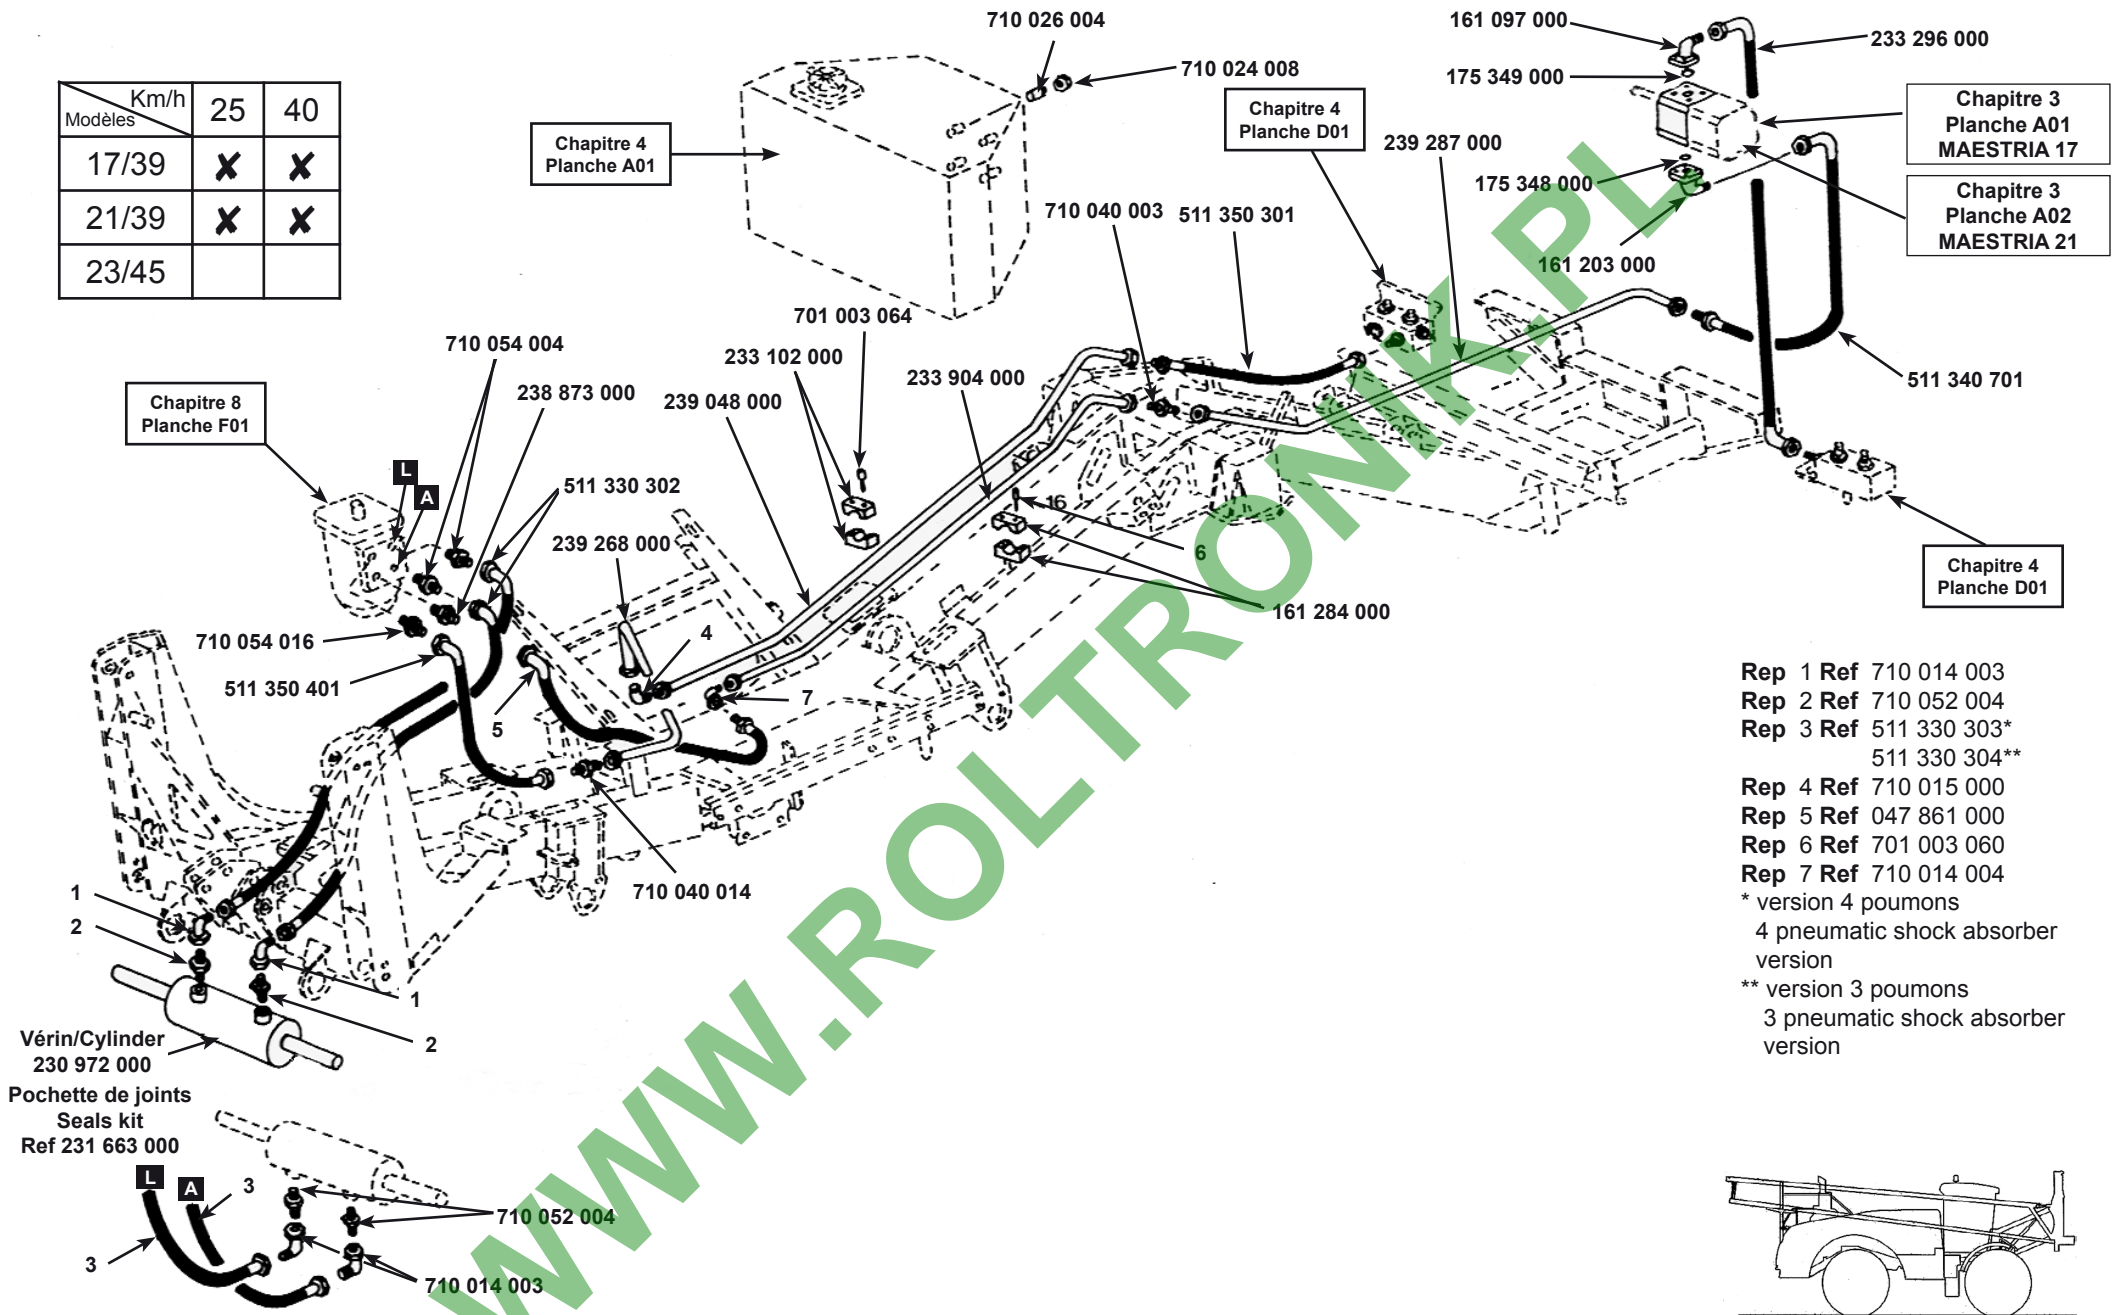 710 026 004
161 097 000
233 296 000
710 024 008
175 349 000
Km/h
Modèles
25
40
17/39
✘
✘
21/39
✘
✘
23/45
Chapitre 4
Planche A01
Chapitre 4
Planche D01
239 287 000
Chapitre 3
Planche A01
MAESTRIA 17
175 348 000
Chapitre 3
Planche A02
MAESTRIA 21
710 040 003
511 350 301
161 203 000
701 003 064
710 054 004
233 102 000
238 873 000
239 048 000
233 904 000
511 340 701
Chapitre 8
Planche F01
L
A
511 330 302
16
239 268 000
6
Chapitre 4
Planche D01
161 284 000
710 054 016
4
511 350 401
7
5
Rep 1 Ref 710 014 003
Rep 2 Ref 710 052 004
Rep 3 Ref 511 330 303*
511 330 304**
Rep 4 Ref 710 015 000
Rep 5 Ref 047 861 000
Rep 6 Ref 701 003 060
Rep 7 Ref 710 014 004
* version 4 poumons
4 pneumatic shock absorber
version
** version 3 poumons
3 pneumatic shock absorber
version
710 040 014
1
2
1
2
Vérin/Cylinder
230 972 000
Pochette de joints
Seals kit
Ref 231 663 000
L
A
3
3
710 052 004
710 014 003
WWW.ROLTRONIK.PL